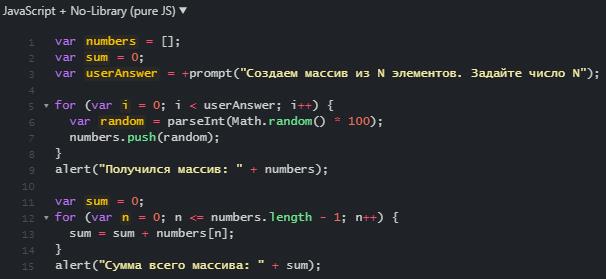 JavaScript + No-Library (pure JS) ▼
1 var numbers = [];
2 var sum = 0;
3 var userAnswer = +prompt("Создаем массив из N элементов. Задайте число N");
4
5 for (var i = 0; i < userAnswer; i++) {
6 var random = parseInt(Math.random() * 100);
7 numbers.push(random);
8 }
9 alert("Получился массив: " + numbers);
10
11 var sum = 0;
12 for (var n = 0; n <= numbers.length - 1; n++) {
13 sum = sum + numbers[n];
14 }
15 alert("Сумма всего массива: " + sum);